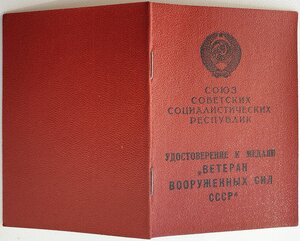 СОЮЗ
СОВЕТСКИХ
СОЦИАЛИСТИЧЕСКИХ
РЕСПУБЛИК
УДОСТОВЕРЕНИЕ К МЕДАЛИ
„ВЕТЕРАН
ВООРУЖЕННЫХ СИЛ
СССР“